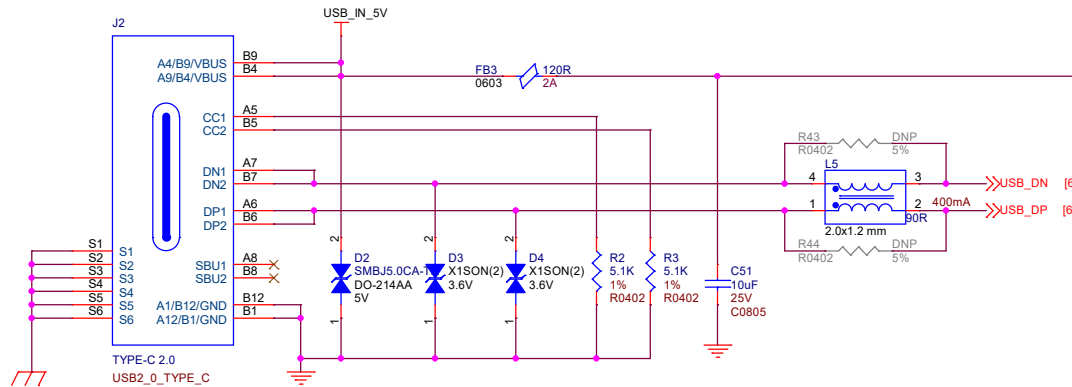 USB_IN_5V
J2
A4/B9/VBUS
A9/B4/VBUS
B9
B4
FB3
0603
120R
2A
CC1
CC2
A5
B5
R43
R0402
DNP
5%
DN1
DN2
A7
B7
L5
4
3
1
2
400mA
90R
2.0x1.2 mm
USB_DN [6
USB_DP [6
DP1
DP2
A6
B6
R44
R0402
DNP
5%
S1
S2
S3
S4
S5
S6
S1
S2
S3
S4
S5
S6
SBU1
SBU2
A8
B8
A1/B12/GND
A12/B1/GND
B12
B1
2
D2
SMBJ5.0CA-T
DO-214AA
5V
1
2
D3
X1SON(2)
3.6V
1
2
D4
X1SON(2)
3.6V
1
R2
5.1K
1%
R0402
R3
5.1K
1%
R0402
C51
10uF
25V
C0805
TYPE-C 2.0
USB2_0_TYPE_C